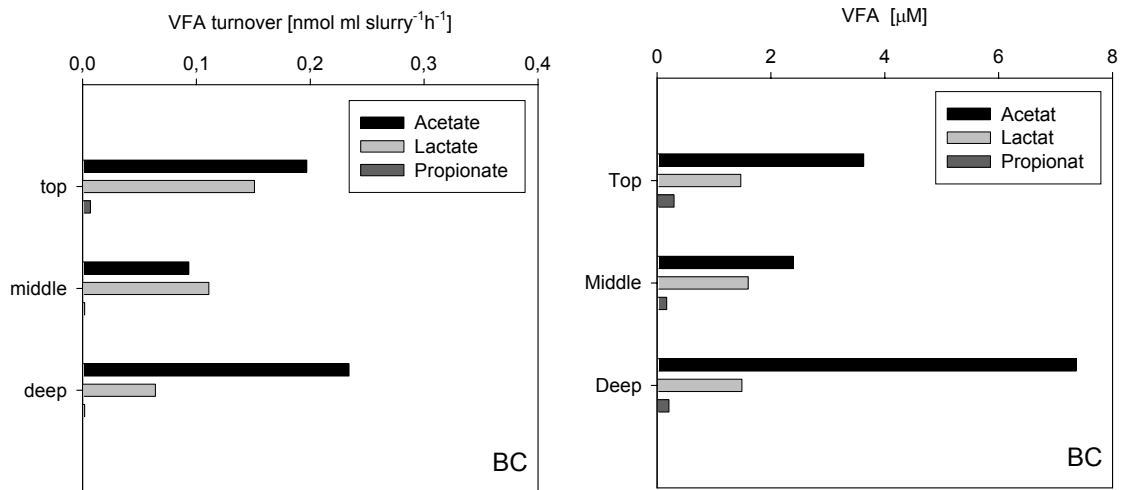 VFA turnover [nmol ml slurry⁻¹h⁻¹]
0,0 0,1 0,2 0,3 0,4
Acetate
Lactate
Propionate
top
middle
deep
BC
VFA [μM]
0 2 4 6 8
Acetat
Lactat
Propionat
Top
Middle
Deep
BC